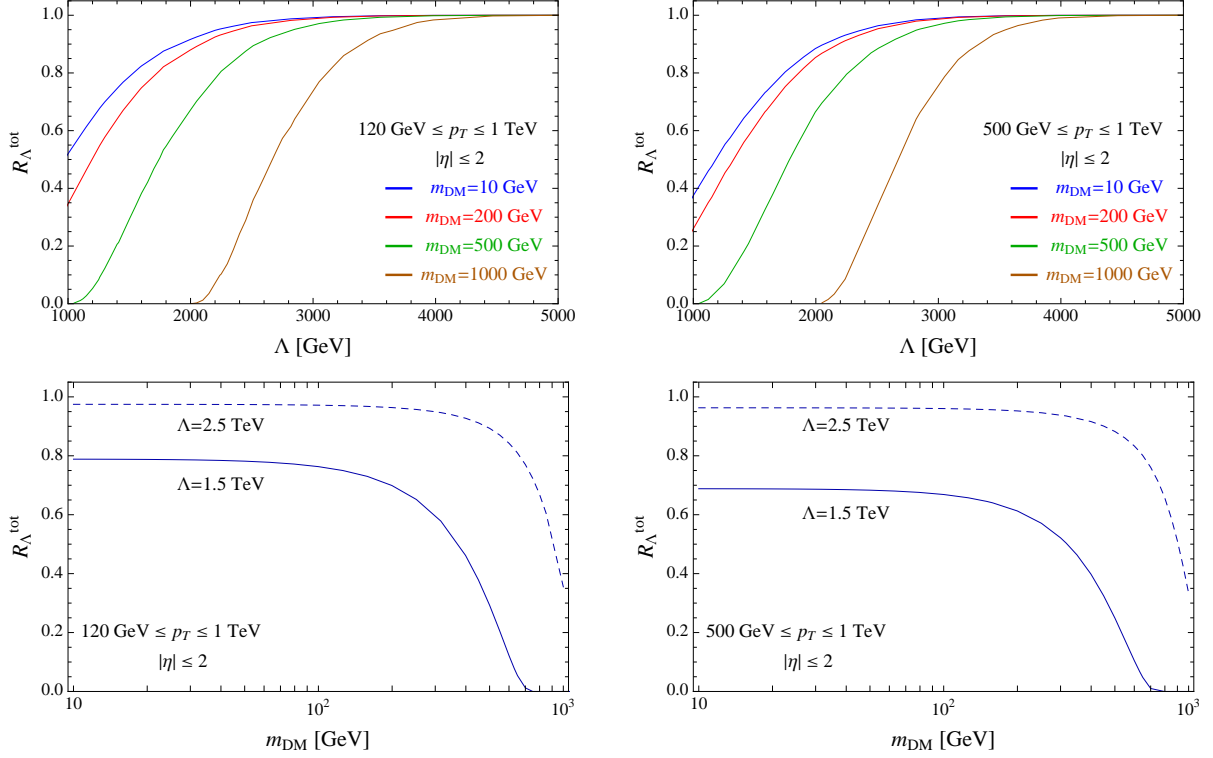 1.0
0.8
0.6
0.4
0.2
0.0
R_Λ^tot
120 GeV ≤ p_T ≤ 1 TeV
|η| ≤ 2
m_DM=10 GeV
m_DM=200 GeV
m_DM=500 GeV
m_DM=1000 GeV
1000 2000 3000 4000 5000
Λ [GeV]
1.0
0.8
0.6
0.4
0.2
0.0
R_Λ^tot
500 GeV ≤ p_T ≤ 1 TeV
|η| ≤ 2
m_DM=10 GeV
m_DM=200 GeV
m_DM=500 GeV
m_DM=1000 GeV
1000 2000 3000 4000 5000
Λ [GeV]
1.0
0.8
0.6
0.4
0.2
0.0
R_Λ^tot
Λ=2.5 TeV
Λ=1.5 TeV
120 GeV ≤ p_T ≤ 1 TeV
|η| ≤ 2
10 10^2 10^3
m_DM [GeV]
1.0
0.8
0.6
0.4
0.2
0.0
R_Λ^tot
Λ=2.5 TeV
Λ=1.5 TeV
500 GeV ≤ p_T ≤ 1 TeV
|η| ≤ 2
10 10^2 10^3
m_DM [GeV]